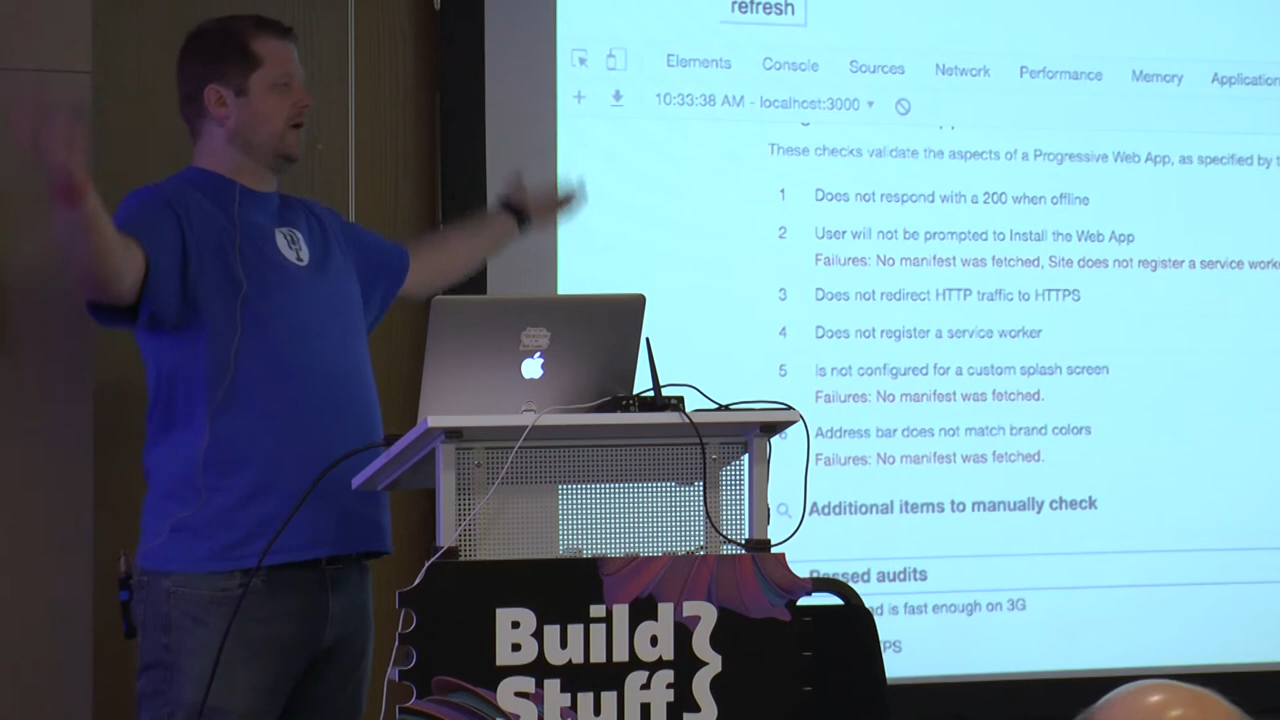 refresh
Elements Console Sources Network Performance Memory Application
10:33:38 AM - localhost:3000
These checks validate the aspects of a Progressive Web App, as specified by
1 Does not respond with a 200 when offline
2 User will not be prompted to Install the Web App
Failures: No manifest was fetched, Site does not register a service
3 Does not redirect HTTP traffic to HTTPS
4 Does not register a service worker
5 Is not configured for a custom splash screen
Failures: No manifest was fetched.
Address bar does not match brand colors
Failures: No manifest was fetched.
Additional items to manually check
Passed audits
is fast enough on 3G
Build
Stuff